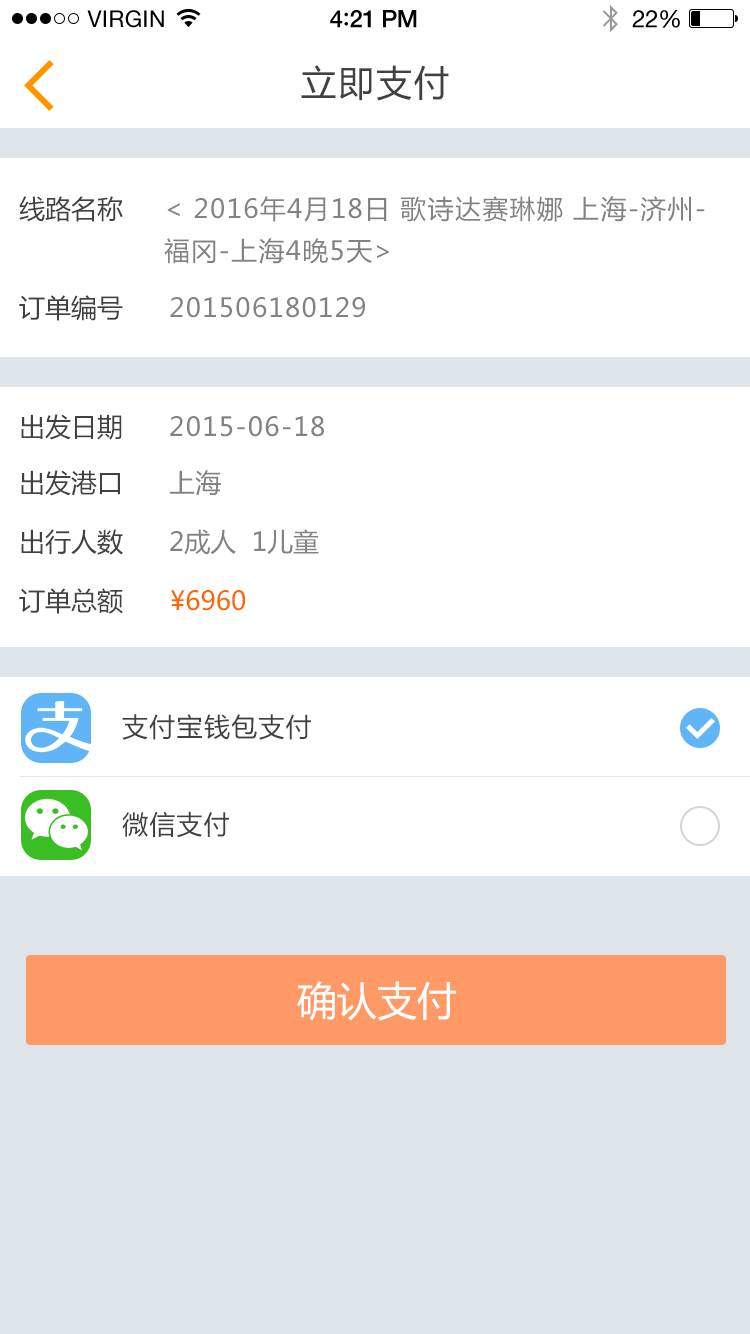 VIRGIN 4:21 PM 22%
立即支付
线路名称 < 2016年4月18日 歌诗达赛琳娜 上海-济州-
福冈-上海4晚5天>
订单编号 201506180129
出发日期 2015-06-18
出发港口 上海
出行人数 2成人 1儿童
订单总额 ¥6960
支 支付宝钱包支付
微信支付
确认支付